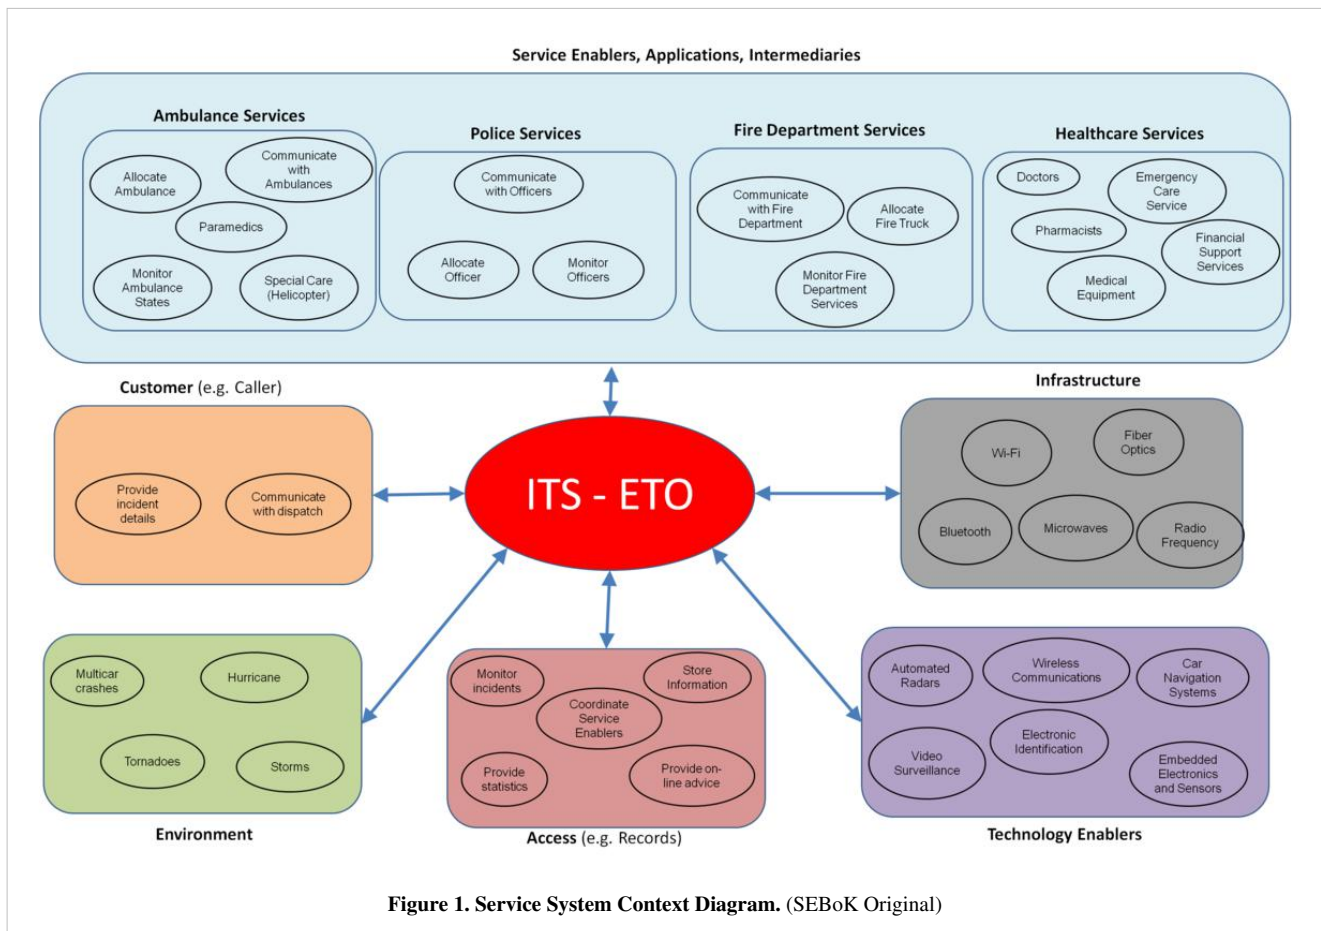 Service Enablers, Applications, Intermediaries
Ambulance Services
Allocate
Ambulance
Communicate
with
Ambulances
Paramedics
Monitor
Ambulance
States
Special Care
(Helicopter)
Police Services
Communicate
with Officers
Allocate
Officer
Monitor
Officers
Fire Department Services
Communicate
with Fire
Department
Allocate
Fire Truck
Monitor Fire
Department
Services
Healthcare Services
Doctors
Emergency
Care
Service
Pharmacists
Financial
Support
Services
Medical
Equipment
Customer (e.g. Caller)
Provide
incident
details
Communicate
with dispatch
ITS - ETO
Infrastructure
Wi-Fi
Fiber
Optics
Bluetooth
Microwaves
Radio
Frequency
Multicar
crashes
Hurricane
Tornadoes
Storms
Environment
Monitor
incidents
Store
Information
Coordinate
Service
Enablers
Provide
statistics
Provide on-
line advice
Access (e.g. Records)
Automated
Radars
Wireless
Communications
Car
Navigation
Systems
Video
Surveillance
Electronic
Identification
Embedded
Electronics
and Sensors
Technology Enablers
Figure 1. Service System Context Diagram. (SEBoK Original)